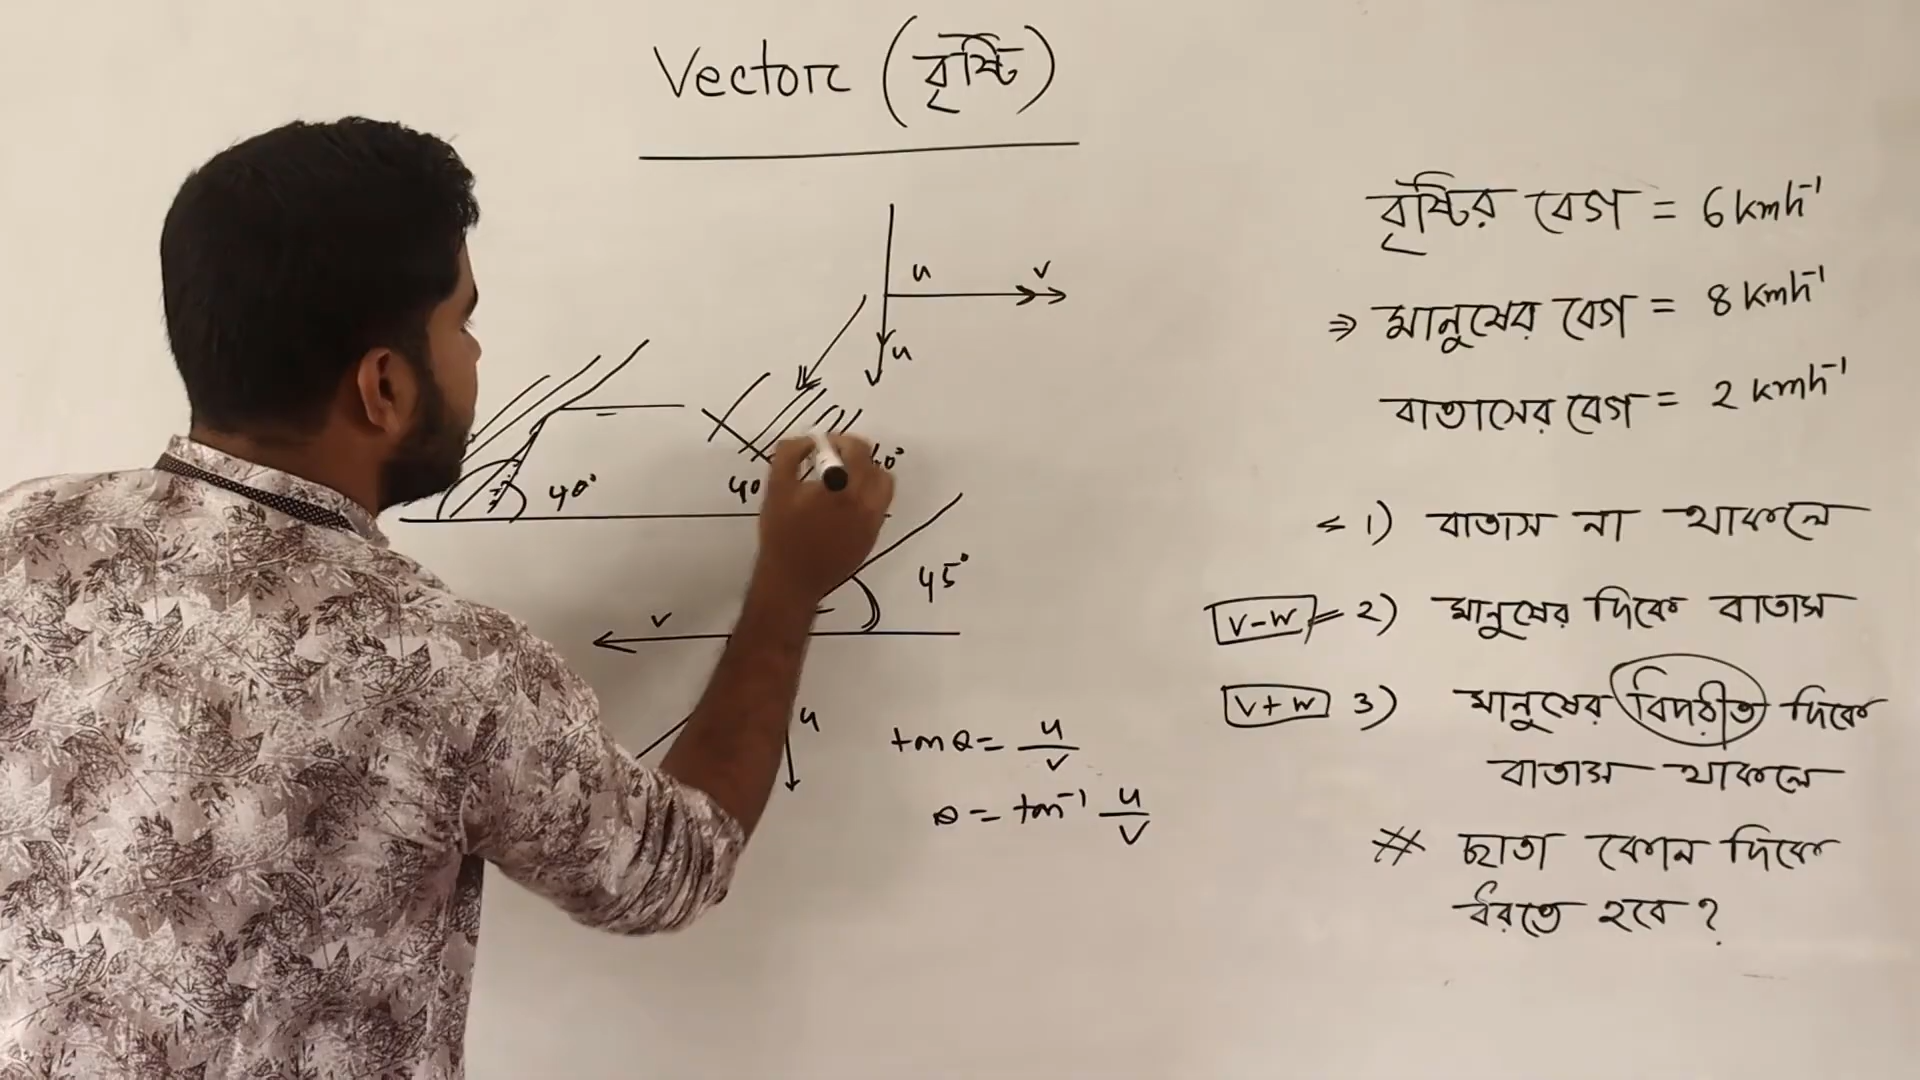 Vector (বৃষ্টি)
u
v
u
40°
40
40°
45°
v
u
tanθ = u/v
θ = tan⁻¹ u/v
বৃষ্টির বেগ = 6 kmh⁻¹
⇒ মানুষের বেগ = 8 kmh⁻¹
বাতাসের বেগ = 2 kmh⁻¹
1) বাতাস না থাকলে
v-w = 2) মানুষের দিকে বাতাস
v+w 3) মানুষের বিপরীত দিকে
বাতাস থাকলে
# ছাতা কোন দিকে
ধরতে হবে ?